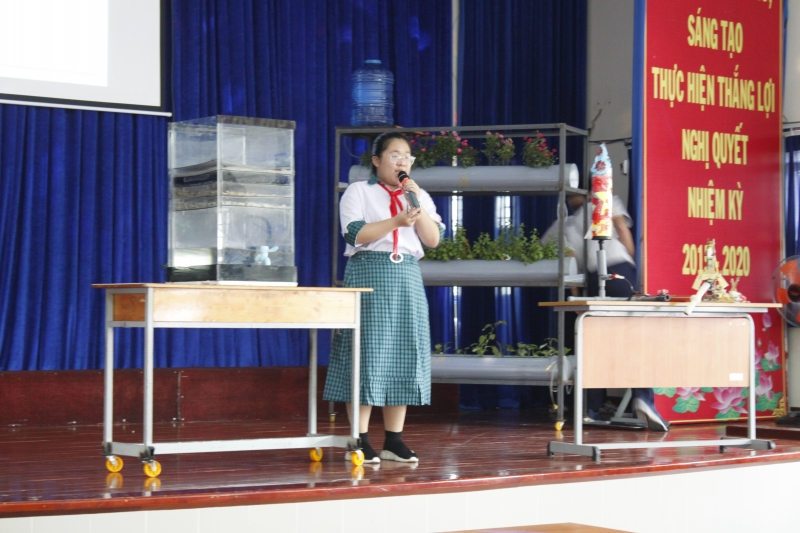 SÁNG TẠO
THỰC HIỆN THẮNG LỢI
NGHỊ QUYẾT
NHIỆM KỲ
2020